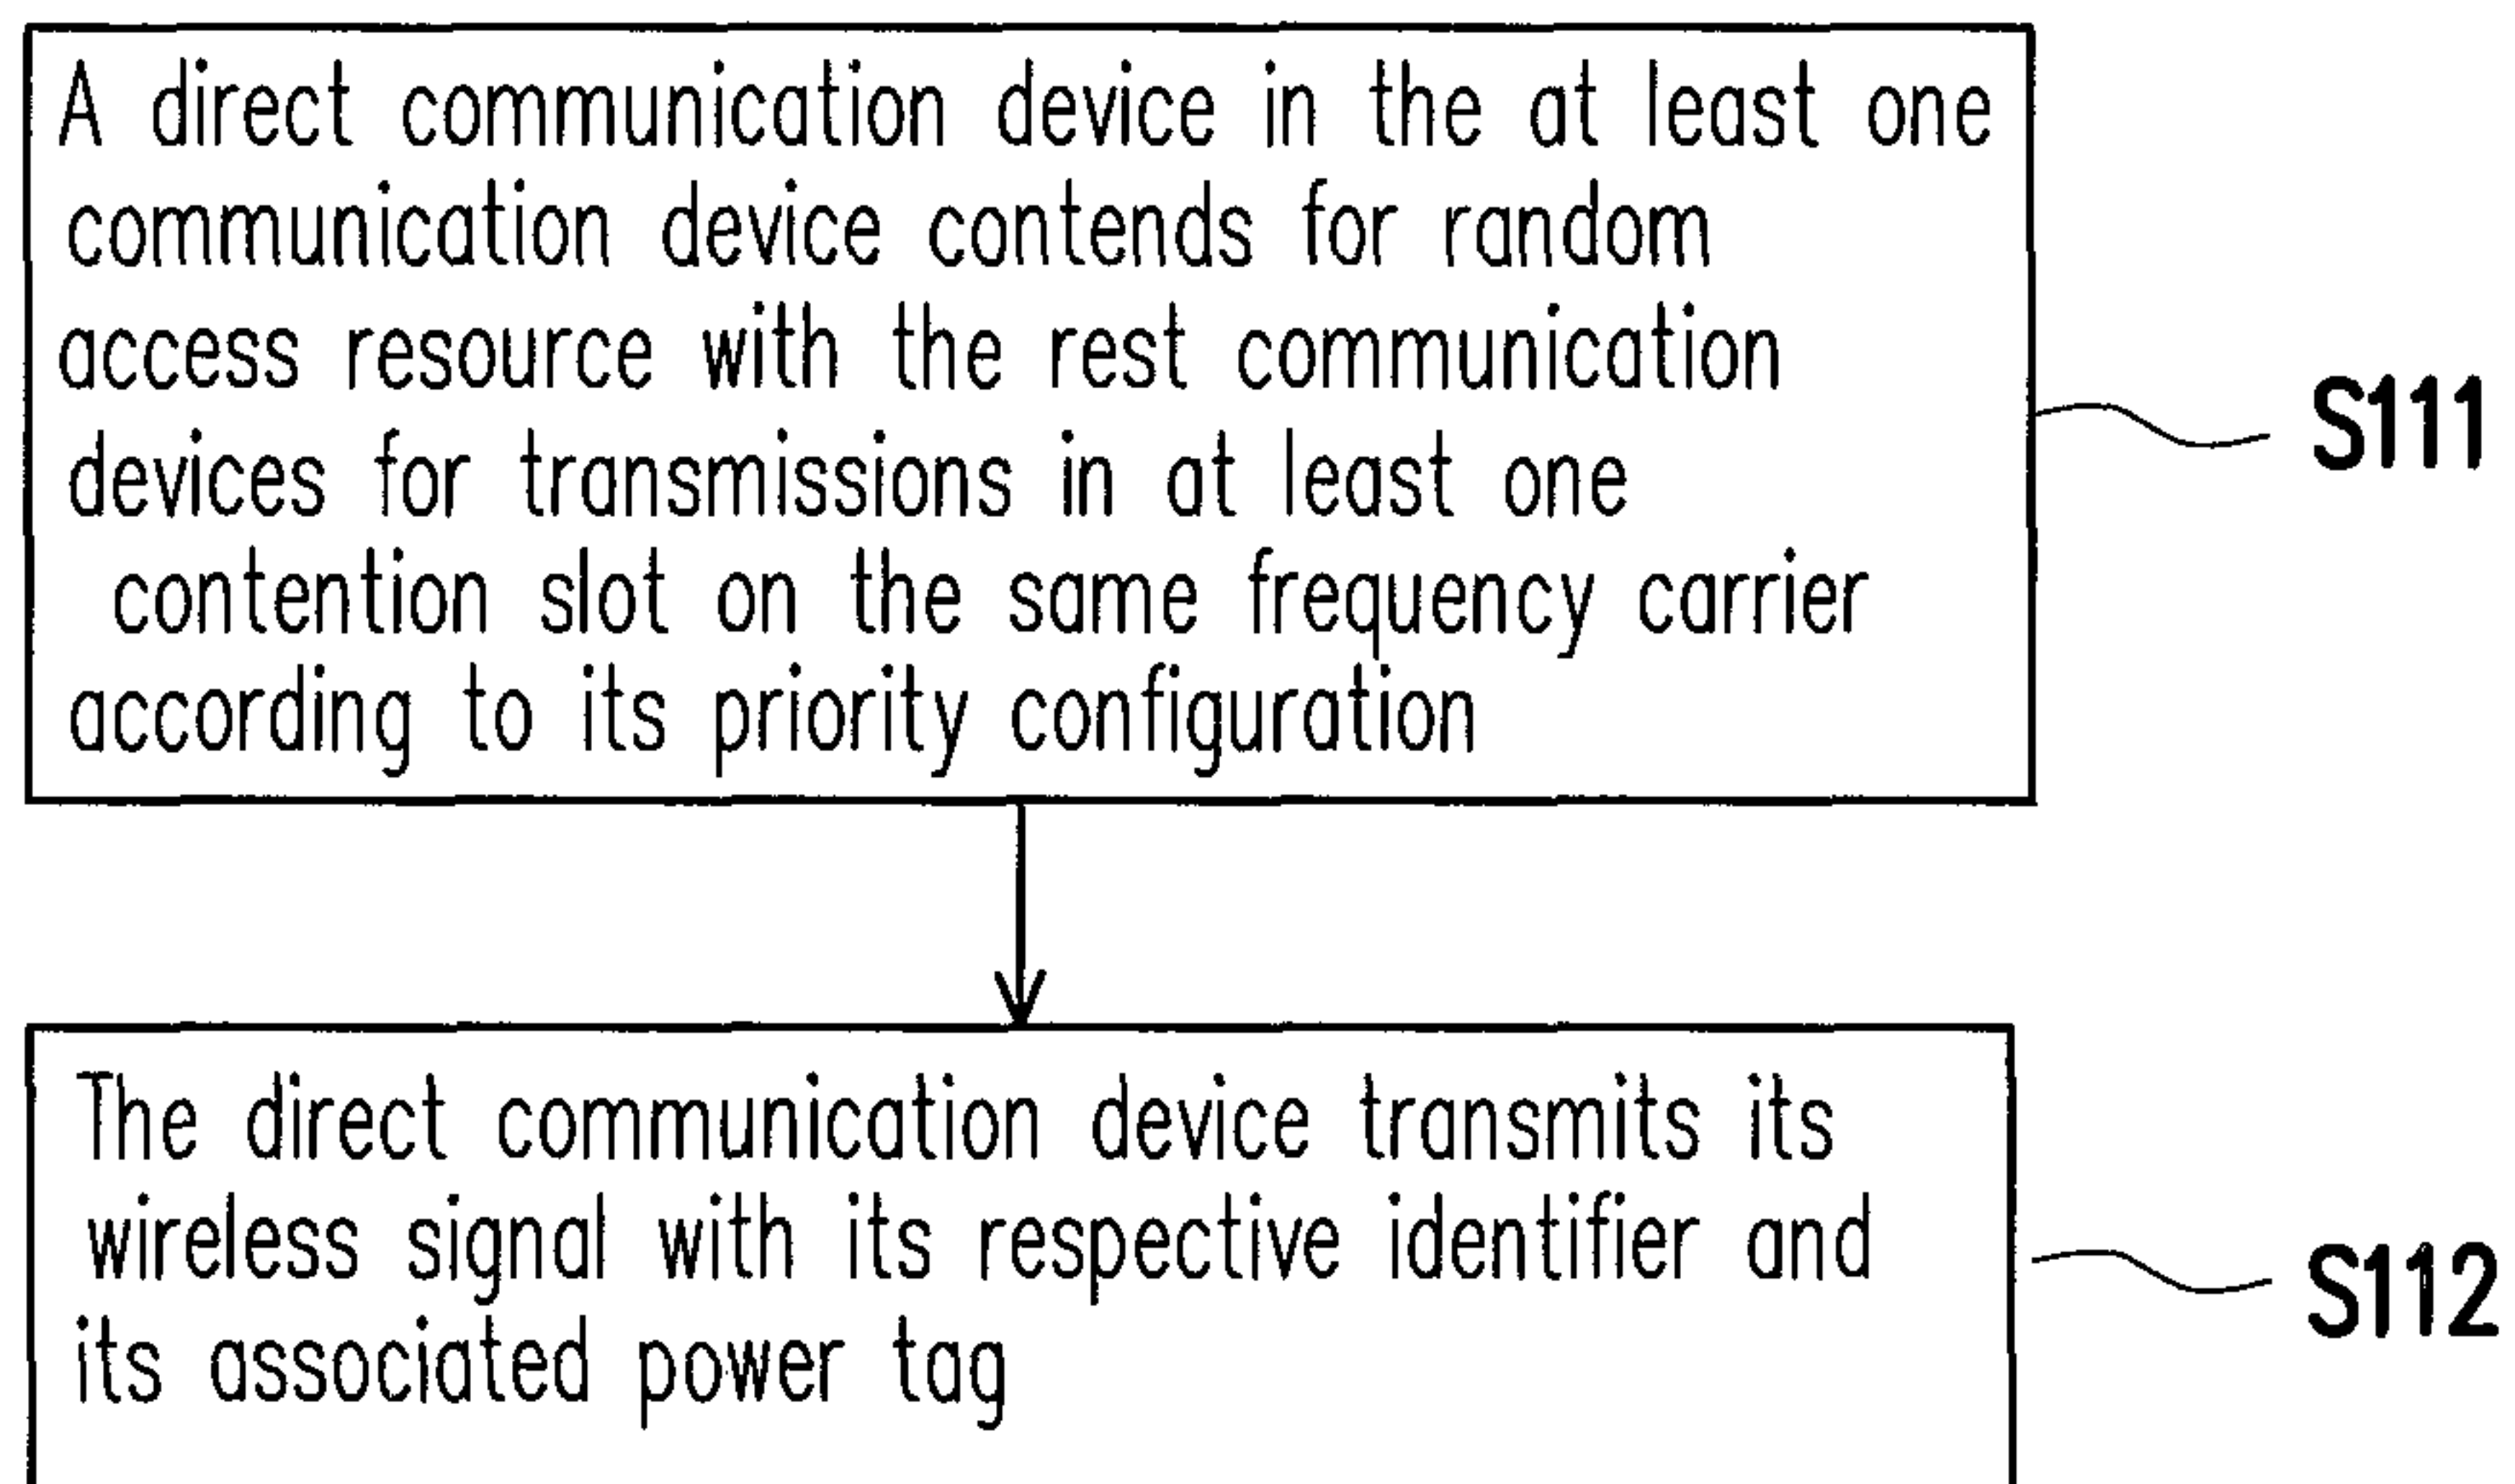 A direct communication device in the at least one
communication device contends for random
access resource with the rest communication
devices for transmissions in at least one
contention slot on the same frequency carrier
according to its priority configuration
S111
The direct communication device transmits its
wireless signal with its respective identifier and
its associated power tag
S112